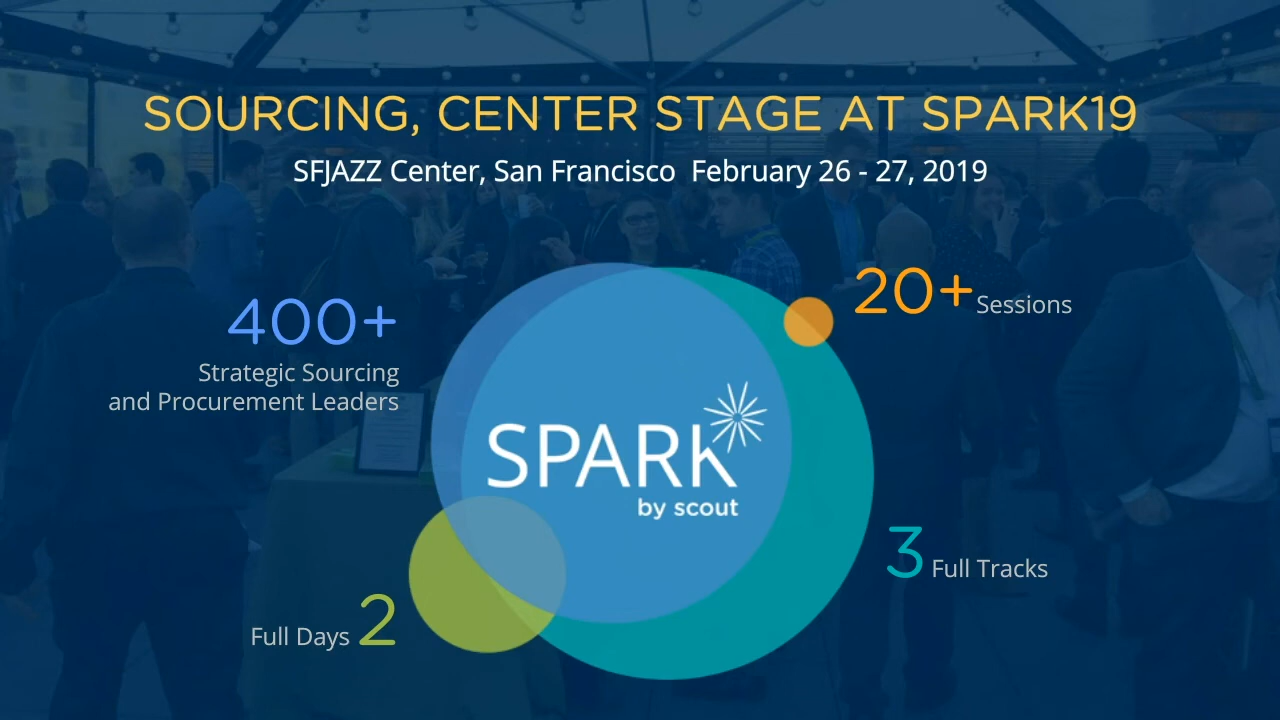 SOURCING, CENTER STAGE AT SPARK19
SFJAZZ Center, San Francisco  February 26 - 27, 2019
400+
Strategic Sourcing
and Procurement Leaders
20+ Sessions
SPARK
by scout
3 Full Tracks
Full Days 2